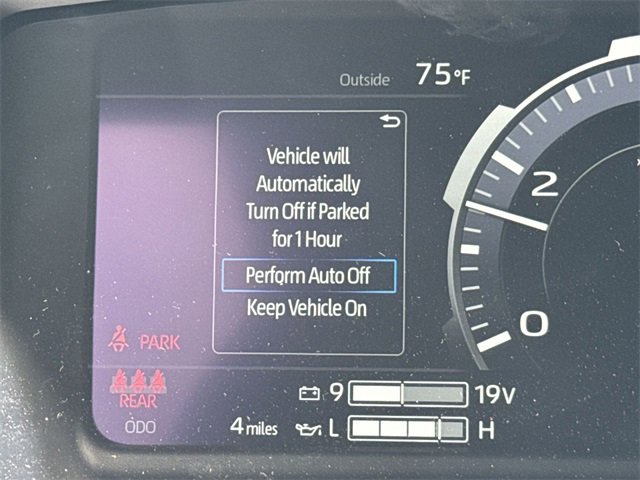 Outside 75°F
Vehicle will
Automatically
Turn Off if Parked
for 1 Hour
Perform Auto Off
Keep Vehicle On
2
0
PARK
REAR
ODO
4 miles
9 19V
L H